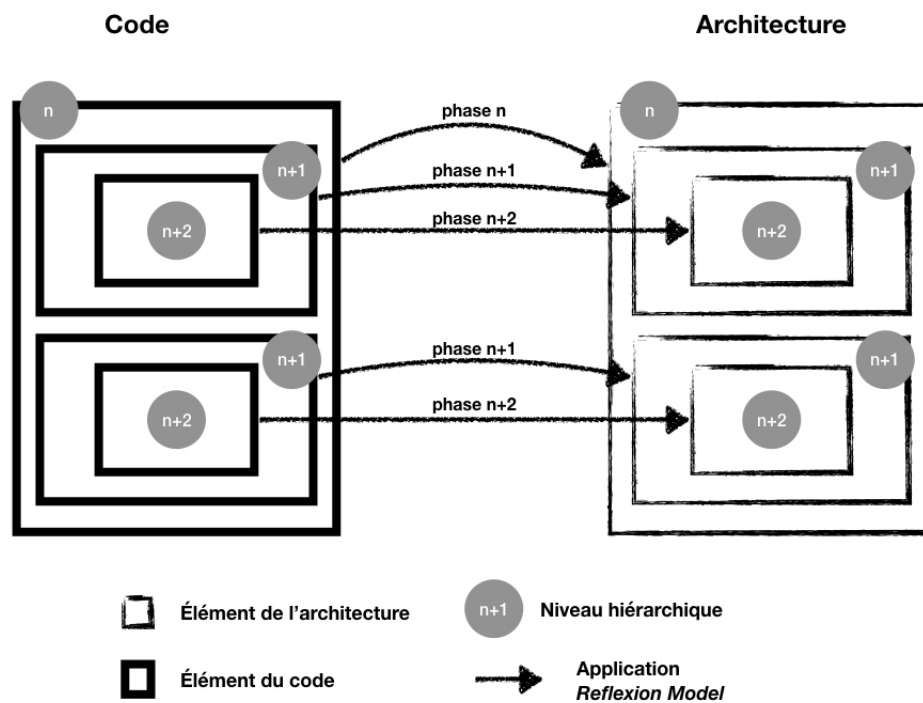 Code
Architecture
n
phase n
n
n+1
phase n+1
n+1
n+2
phase n+2
n+2
n+1
phase n+1
n+1
n+2
phase n+2
n+2
Élément de l'architecture
n+1
Niveau hiérarchique
Élément du code
Application
Reflexion Model